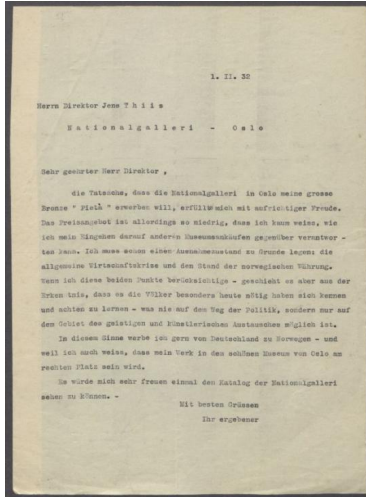 1. II. 32
Herrn Direktor Jens T h i i s
N a t i o n a l g a l l e r i - O s l o
Sehr geehrter Herr Direktor ,
die Tatsache, dass die Nationalgalleri in Oslo meine grosse
Bronze " Pietà " erwerben will, erfüllte mich mit aufrichtiger Freude.
Das Preisangebot ist allerdings so niedrig, dass ich kaum weiss, wie
ich mein Eingehen darauf anderen Museumsankäufen gegenüber verantwor -
ten kann. Ich muss schon einen Ausnahmezustand zu Grunde legen: die
allgemeine Wirtschaftskrise und den Stand der norwegischen Währung.
Wenn ich diese beiden Punkte berücksichtige - geschieht es aber aus der
Erkenntnis, dass es die Völker besonders heute nötig haben sich kennen
und achten zu lernen - was nie auf dem Weg der Politik, sondern nur auf
dem Gebiet des geistigen und künstlerischen Austausches möglich ist.
In diesem Sinne werbe ich gern von Deutschland zu Norwegen - und
weil ich auch weiss, dass mein Werk in dem schönen Museum von Oslo am
rechten Platz sein wird.
Es würde mich sehr freuen einmal den Katalog der Nationalgalleri
sehen zu können. -
Mit besten Grüssen
Ihr ergebener